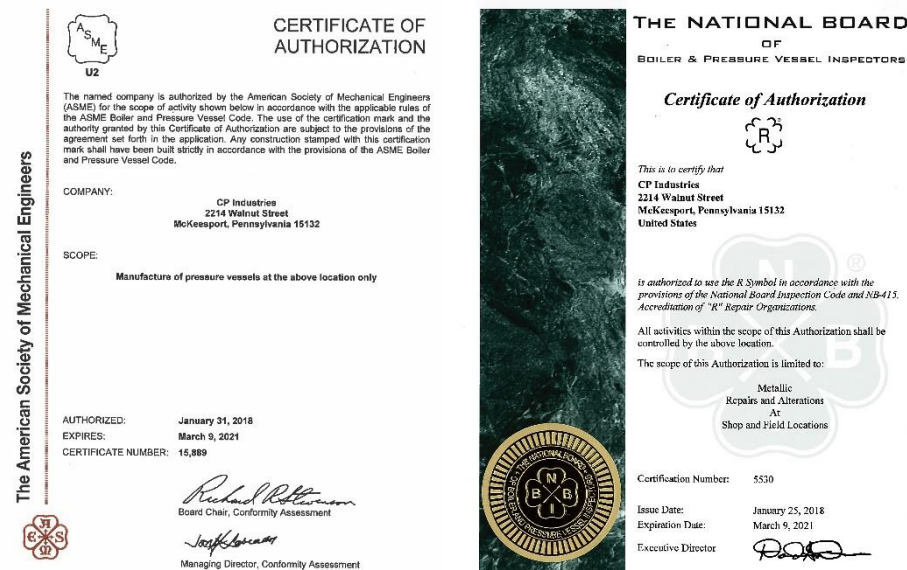 ASME
U2
CERTIFICATE OF
AUTHORIZATION
The named company is authorized by the American Society of Mechanical Engineers
(ASME) for the scope of activity shown below in accordance with the applicable rules of
the ASME Boiler and Pressure Vessel Code. The use of the certification mark and the
authority granted by this Certificate of Authorization are subject to the provisions of the
agreement set forth in the application. Any construction stamped with this certification
mark shall have been built strictly in accordance with the provisions of the ASME Boiler
and Pressure Vessel Code.
COMPANY:
CP Industries
2214 Walnut Street
McKeesport, Pennsylvania 15132
SCOPE:
Manufacture of pressure vessels at the above location only
AUTHORIZED: January 31, 2018
EXPIRES: March 9, 2021
CERTIFICATE NUMBER: 15,889
Board Chair, Conformity Assessment
Managing Director, Conformity Assessment
The American Society of Mechanical Engineers
ASME
THE NATIONAL BOARD
OF
BOILER & PRESSURE VESSEL INSPECTORS
Certificate of Authorization
R
This is to certify that
CP Industries
2214 Walnut Street
McKeesport, Pennsylvania 15132
United States
is authorized to use the R Symbol in accordance with the
provisions of the National Board Inspection Code and NB-415,
Accreditation of "R" Repair Organizations.
All activities within the scope of this Authorization shall be
controlled by the above location.
The scope of this Authorization is limited to:
Metallic
Repairs and Alterations
At
Shop and Field Locations
Certification Number: 5530
Issue Date: January 25, 2018
Expiration Date: March 9, 2021
Executive Director
THE NATIONAL BOARD OF BOILER AND PRESSURE VESSEL INSPECTORS
N
B B
I